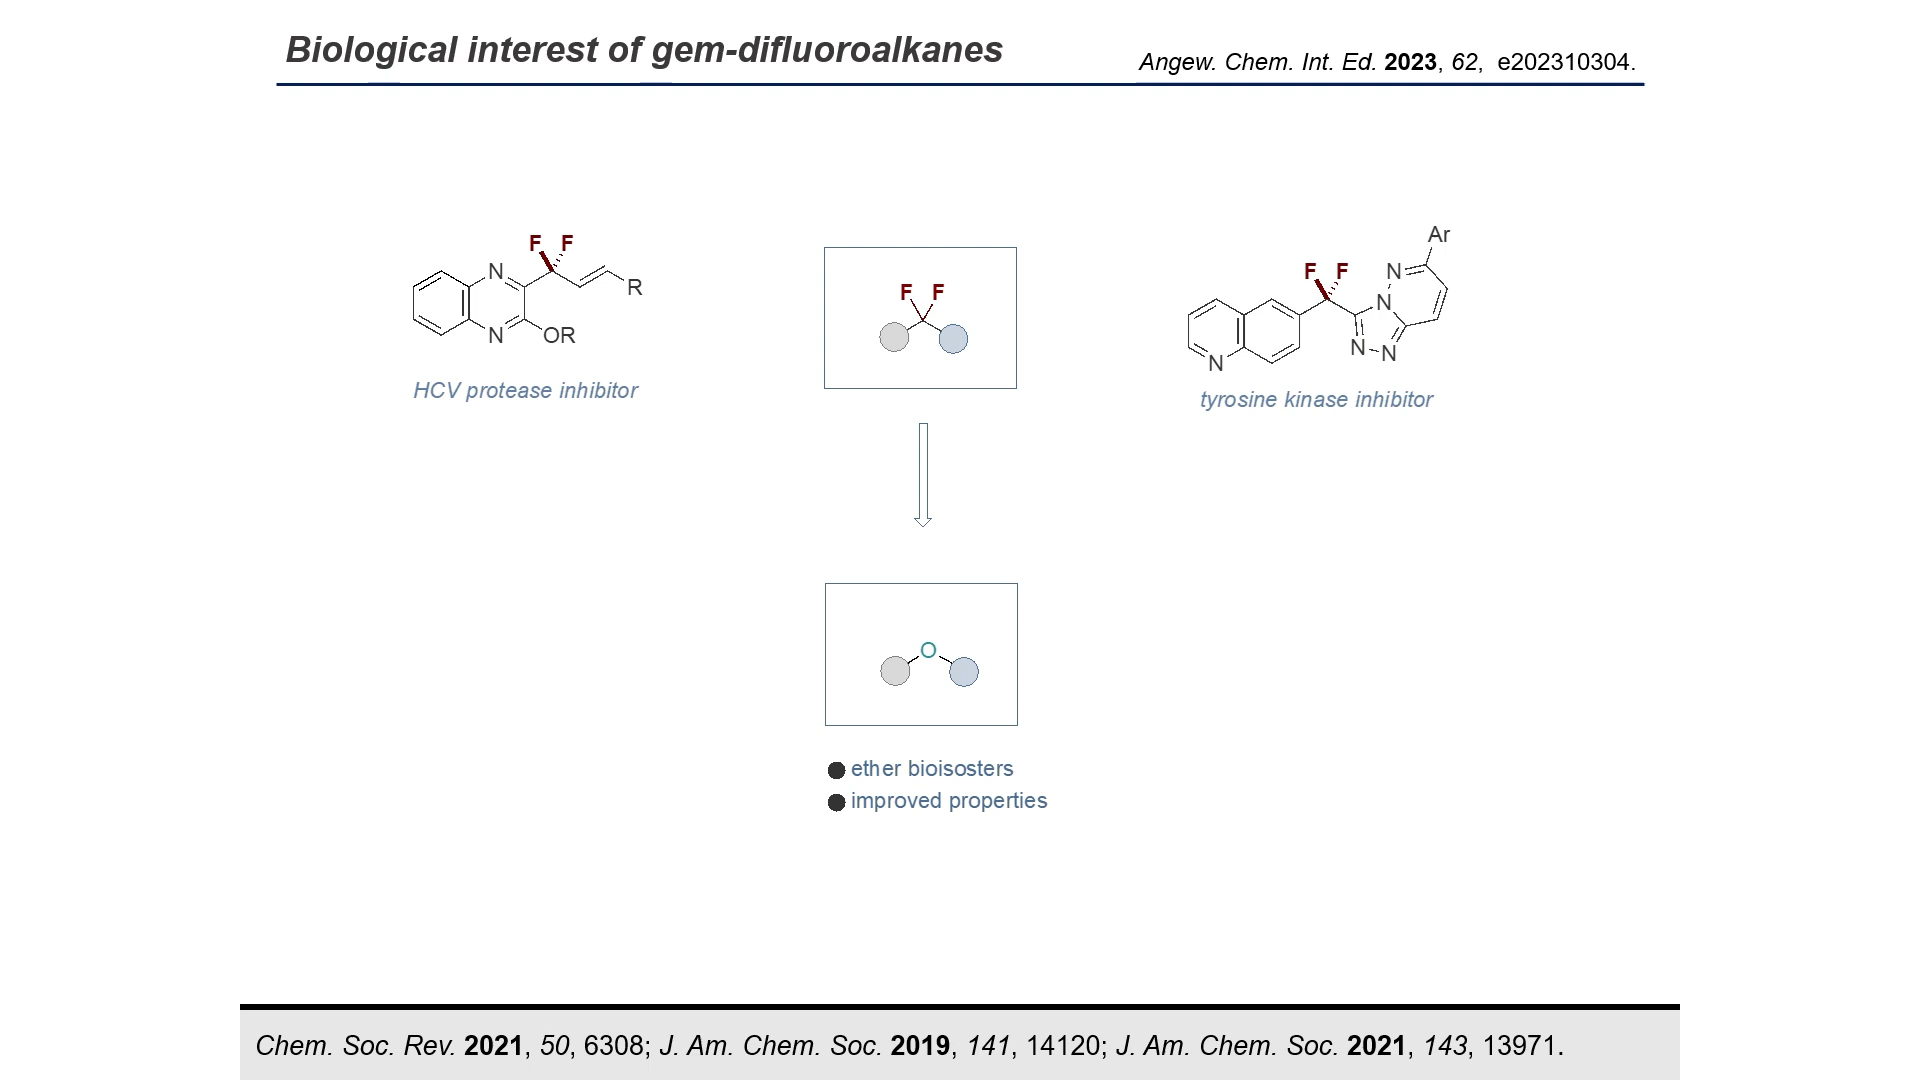 Biological interest of gem-difluoroalkanes
Angew. Chem. Int. Ed. 2023, 62, e202310304.
F F
N
R
N
OR
HCV protease inhibitor
F F
Ar
F F
N
N
N
N N
tyrosine kinase inhibitor
O
ether bioisosters
improved properties
Chem. Soc. Rev. 2021, 50, 6308; J. Am. Chem. Soc. 2019, 141, 14120; J. Am. Chem. Soc. 2021, 143, 13971.